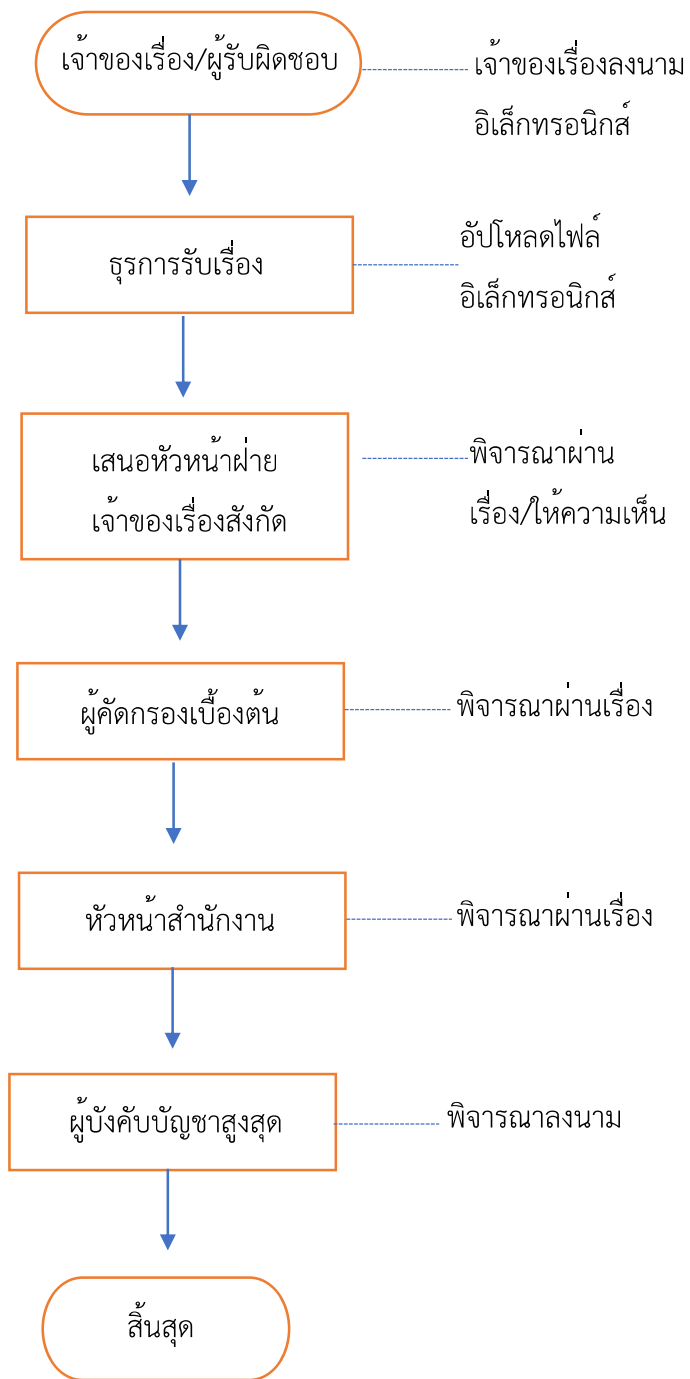 เจ้าของเรื่อง/ผู้รับผิดชอบ
เจ้าของเรื่องลงนาม
อิเล็กทรอนิกส์
ธุรการรับเรื่อง
อัปโหลดไฟล์
อิเล็กทรอนิกส์
เสนอหัวหน้าฝ่าย
เจ้าของเรื่องสังกัด
พิจารณาผ่าน
เรื่อง/ให้ความเห็น
ผู้คัดกรองเบื้องต้น
พิจารณาผ่านเรื่อง
หัวหน้าสำนักงาน
พิจารณาผ่านเรื่อง
ผู้บังคับบัญชาสูงสุด
พิจารณาลงนาม
สิ้นสุด